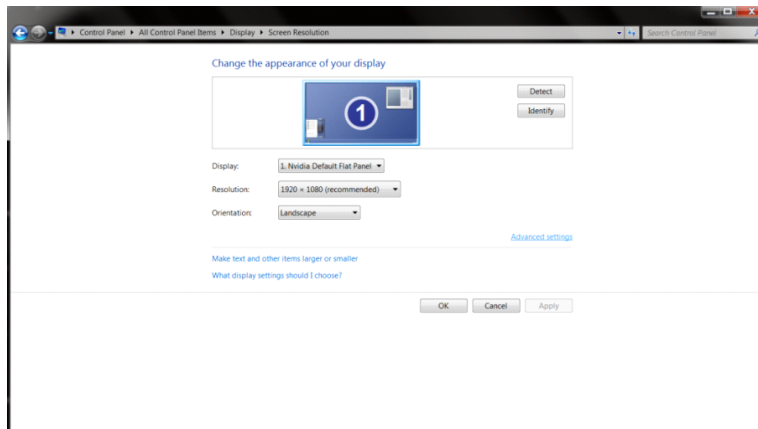 Control Panel ▸ All Control Panel Items ▸ Display ▸ Screen Resolution
Search Control Panel
Change the appearance of your display
1
Detect
Identify
Display: 1. Nvidia Default Flat Panel
Resolution: 1920 × 1080 (recommended)
Orientation: Landscape
Advanced settings
Make text and other items larger or smaller
What display settings should I choose?
OK Cancel Apply